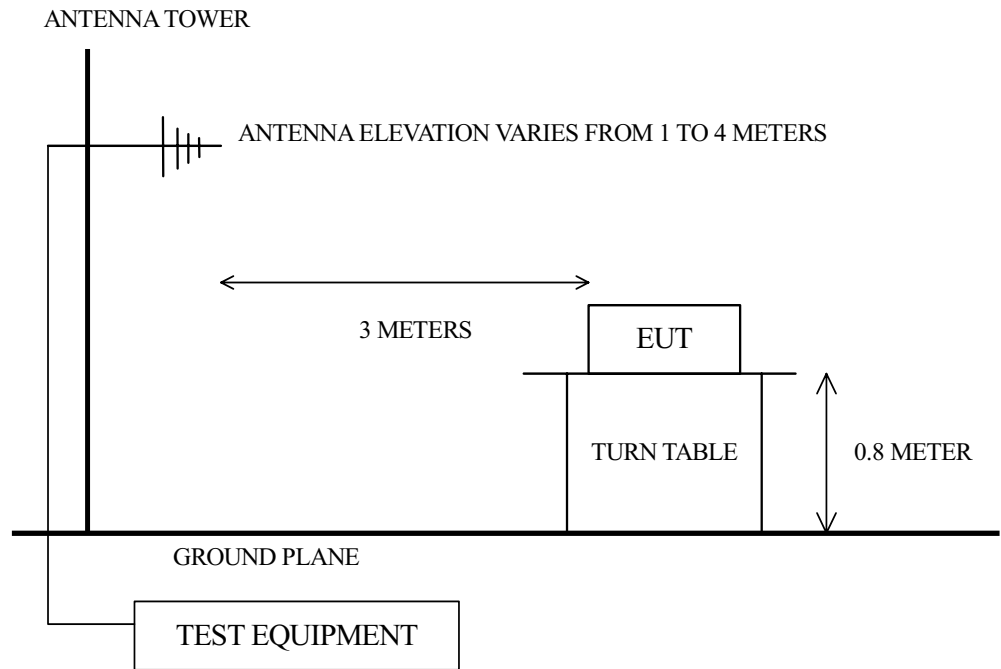 ANTENNA TOWER
ANTENNA ELEVATION VARIES FROM 1 TO 4 METERS
3 METERS
EUT
TURN TABLE
0.8 METER
GROUND PLANE
TEST EQUIPMENT